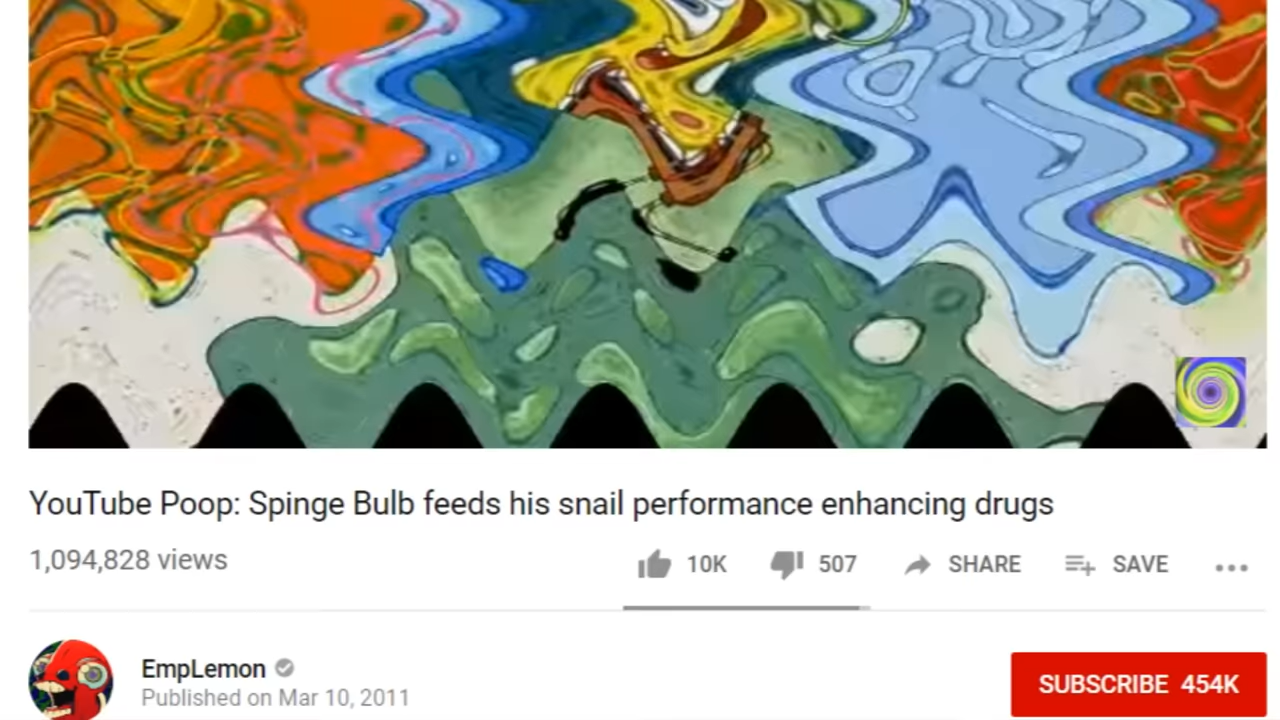 YouTube Poop: Spinge Bulb feeds his snail performance enhancing drugs
1,094,828 views 10K 507 SHARE SAVE
EmpLemon
Published on Mar 10, 2011
SUBSCRIBE 454K